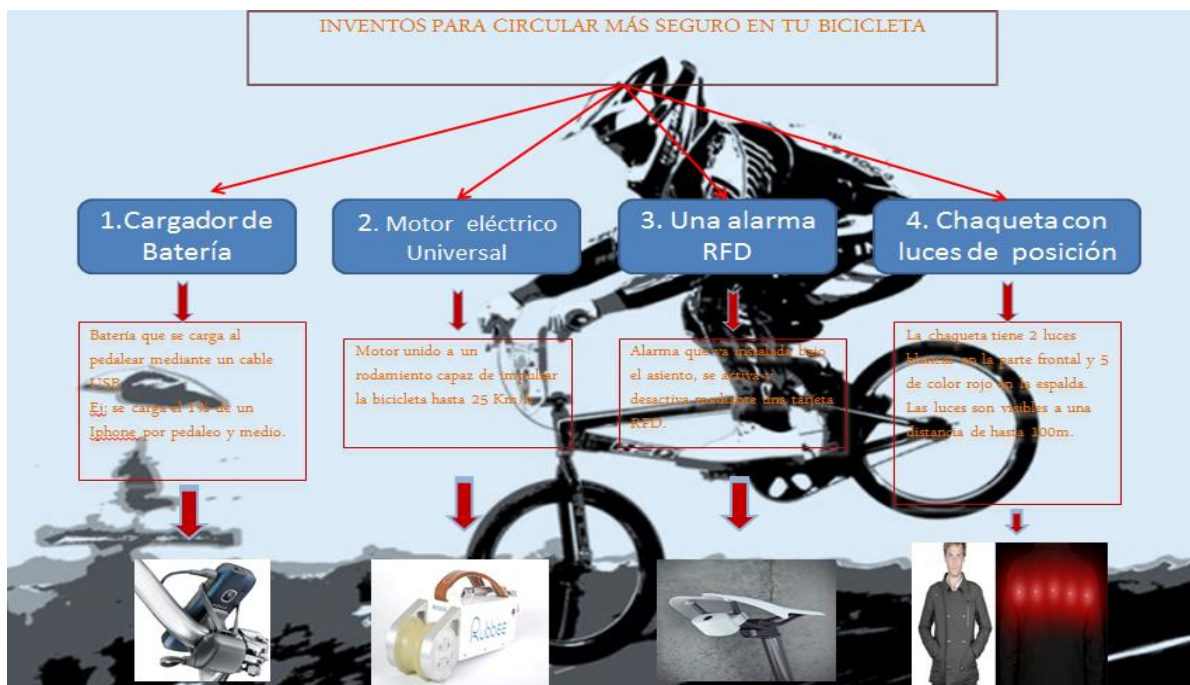 INVENTOS PARA CIRCULAR MÁS SEGURO EN TU BICICLETA
1.Cargador de
Batería
2. Motor eléctrico
Universal
3. Una alarma
RFD
4. Chaqueta con
luces de posición
Batería que se carga al
pedalear mediante un cable
USB
Ej: se carga el 1% de un
Iphone por pedaleo y medio.
Motor unido a un
rodamiento capaz de impulsar
la bicicleta hasta 25 Km/h
Alarma que va instalada bajo
el asiento, se activa y
desactiva mediante una tarjeta
RFD.
La chaqueta tiene 2 luces
blancas en la parte frontal y 5
de color rojo en la espalda.
Las luces son visibles a una
distancia de hasta 100m.
Rubbee